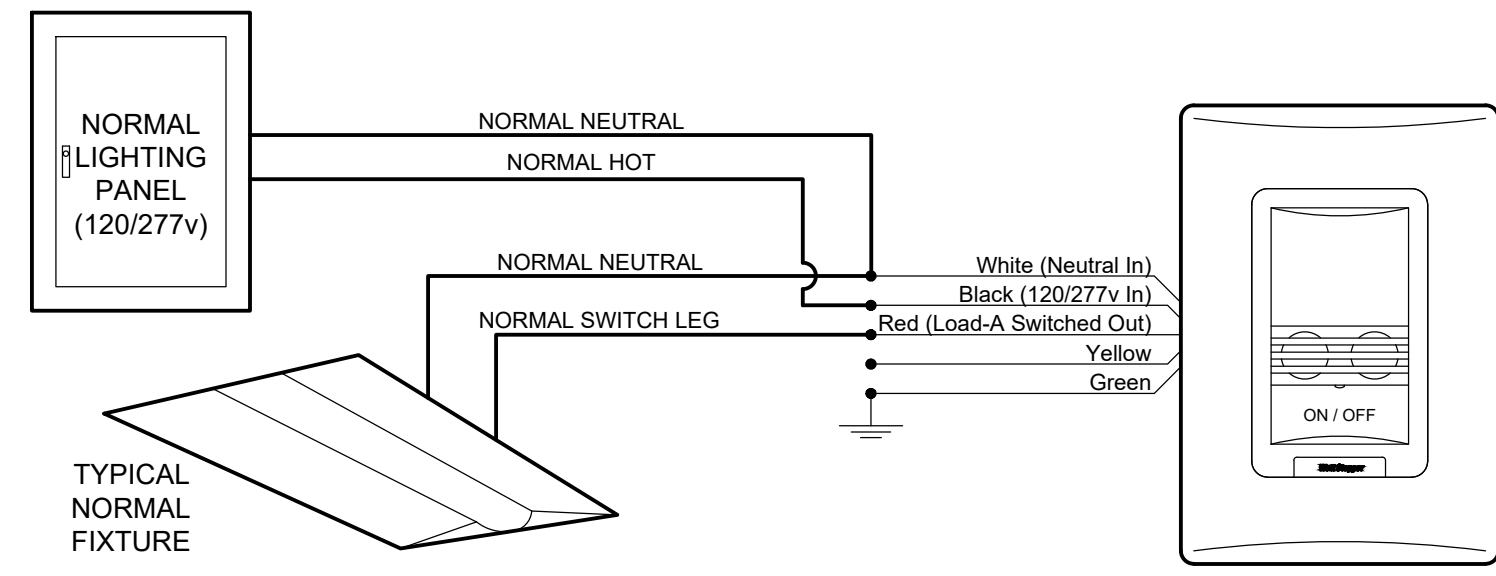 NORMAL
LIGHTING
PANEL
(120/277v)
NORMAL NEUTRAL
NORMAL HOT
NORMAL NEUTRAL
NORMAL SWITCH LEG
White (Neutral In)
Black (120/277v In)
Red (Load-A Switched Out)
Yellow
Green
TYPICAL
NORMAL
FIXTURE
ON / OFF